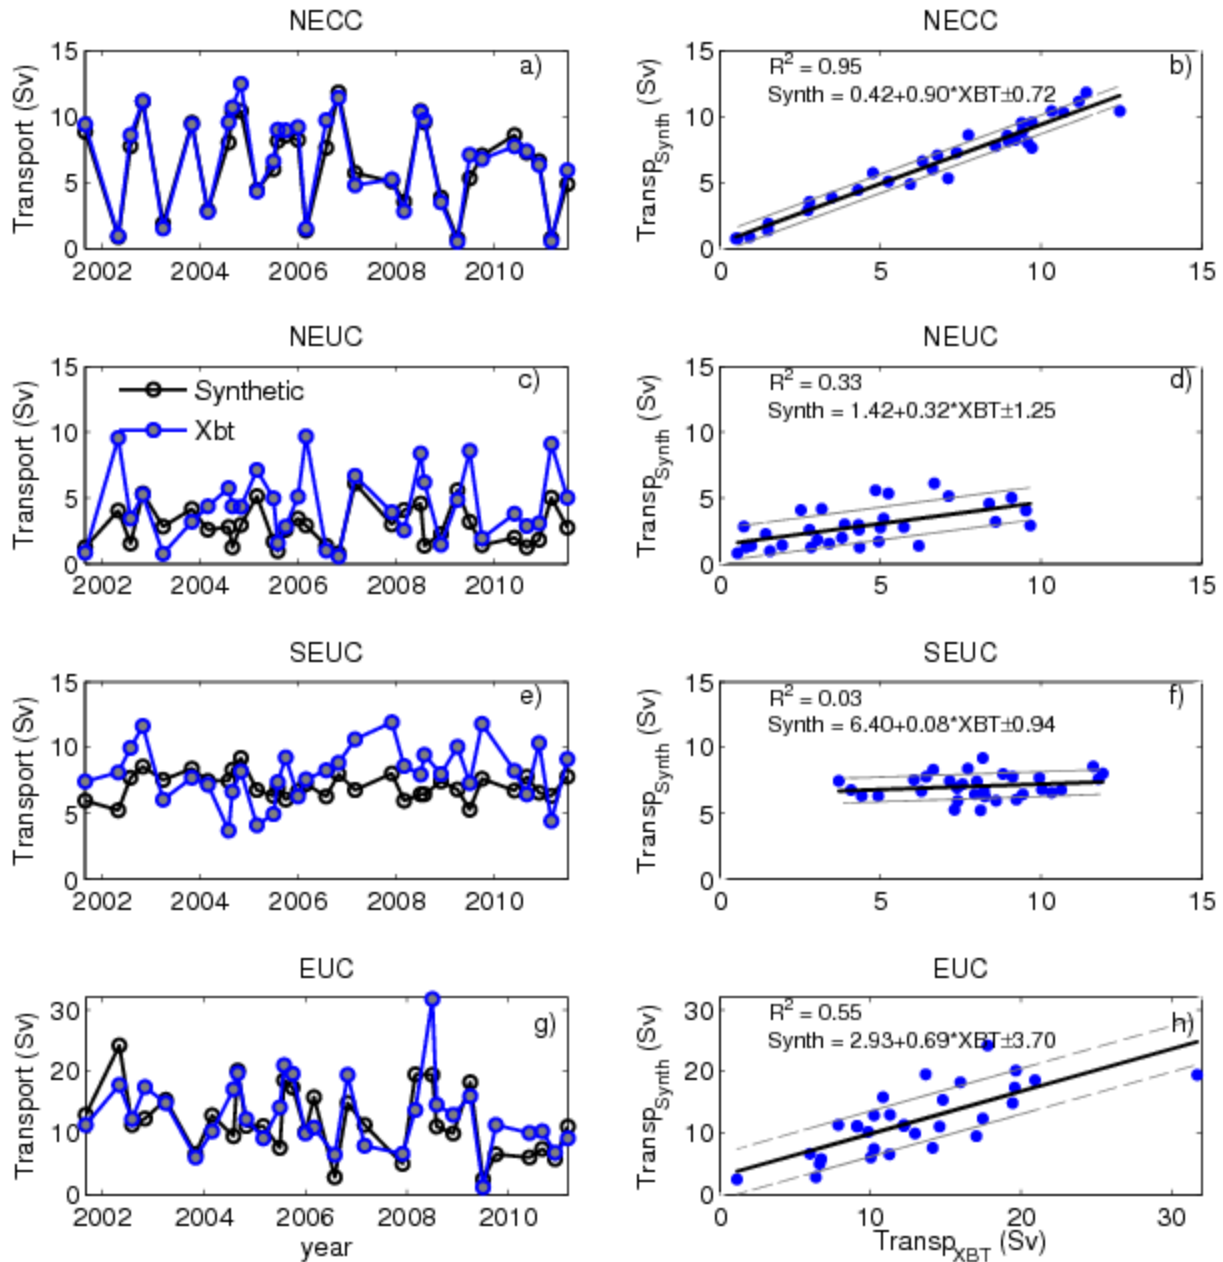 NECC
NECC
Transport (Sv)
15
10
5
0
a)
2002 2004 2006 2008 2010
Transp_Synth (Sv)
15
10
5
0
R² = 0.95
Synth = 0.42+0.90*XBT±0.72
b)
0 5 10 15
NEUC
NEUC
Transport (Sv)
15
10
5
0
Synthetic
Xbt
c)
2002 2004 2006 2008 2010
Transp_Synth (Sv)
15
10
5
0
R² = 0.33
Synth = 1.42+0.32*XBT±1.25
d)
0 5 10 15
SEUC
SEUC
Transport (Sv)
15
10
5
0
e)
2002 2004 2006 2008 2010
Transp_Synth (Sv)
15
10
5
0
R² = 0.03
Synth = 6.40+0.08*XBT±0.94
f)
0 5 10 15
EUC
EUC
Transport (Sv)
30
20
10
0
g)
2002 2004 2006 2008 2010
year
Transp_Synth (Sv)
30
20
10
0
R² = 0.55
Synth = 2.93+0.69*XBT±3.70
h)
0 10 20 30
Transp_XBT (Sv)